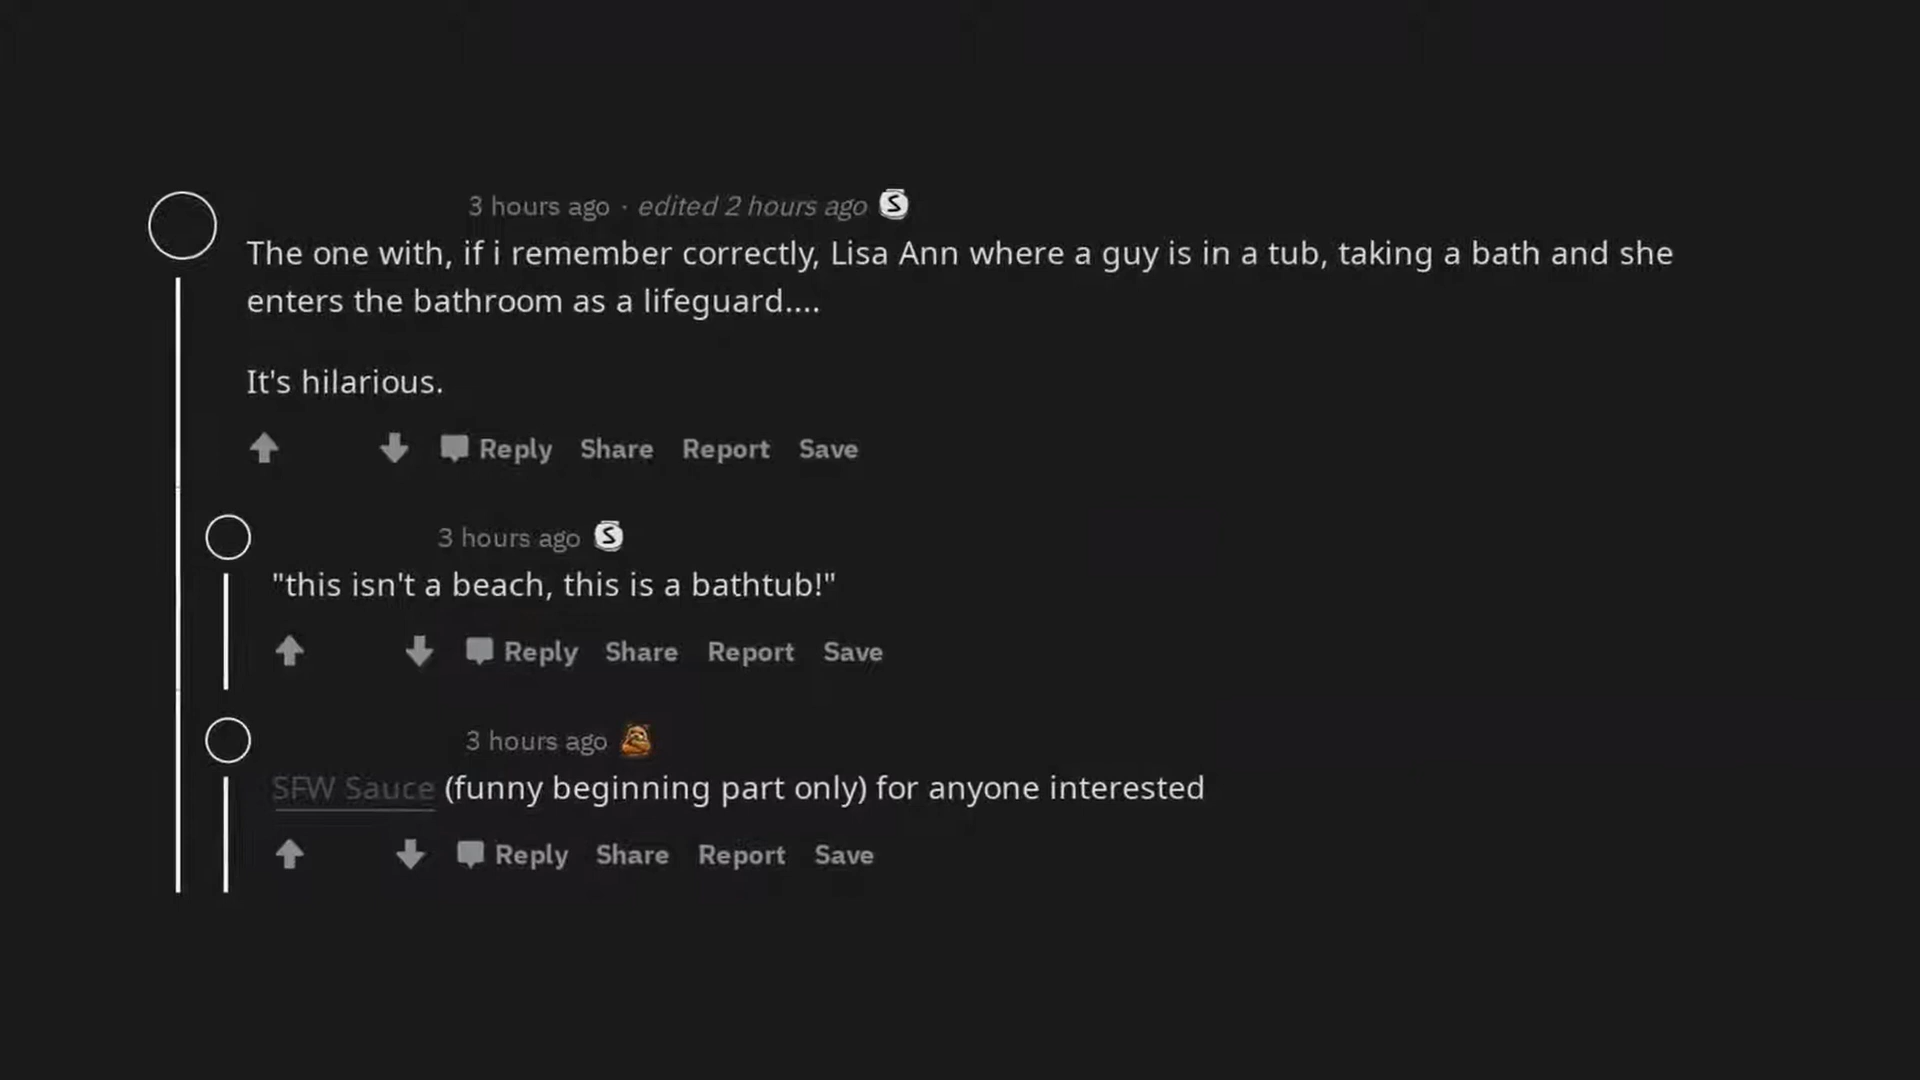 3 hours ago · edited 2 hours ago
The one with, if i remember correctly, Lisa Ann where a guy is in a tub, taking a bath and she
enters the bathroom as a lifeguard....
It's hilarious.
Reply Share Report Save
3 hours ago
"this isn't a beach, this is a bathtub!"
Reply Share Report Save
3 hours ago
SFW Sauce (funny beginning part only) for anyone interested
Reply Share Report Save